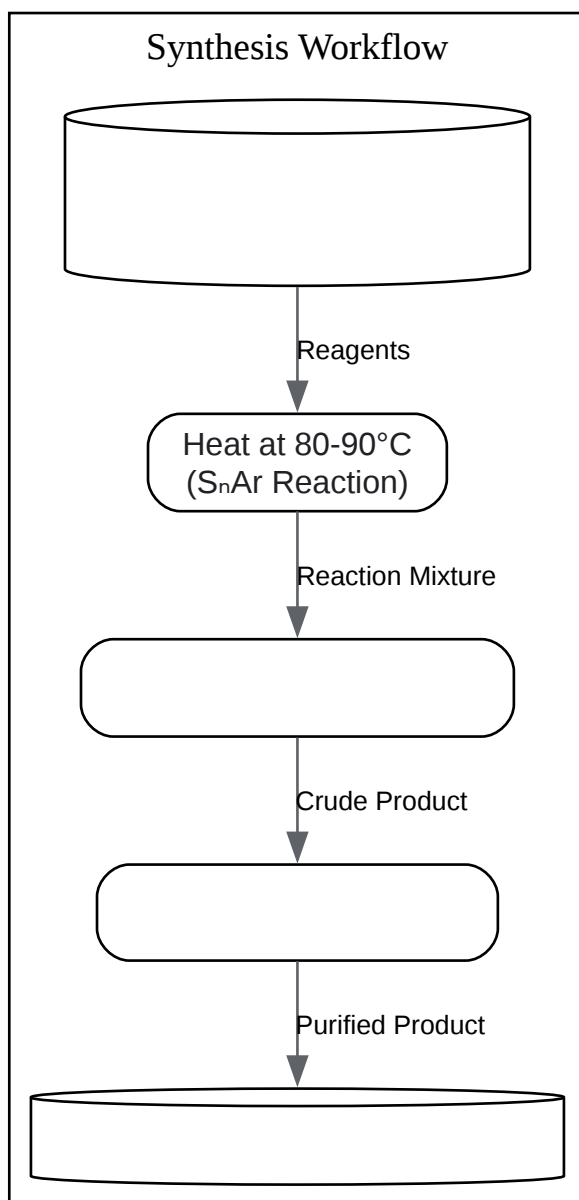 Synthesis Workflow
Reagents
Heat at 80-90°C
(SₙAr Reaction)
Reaction Mixture
Crude Product
Purified Product